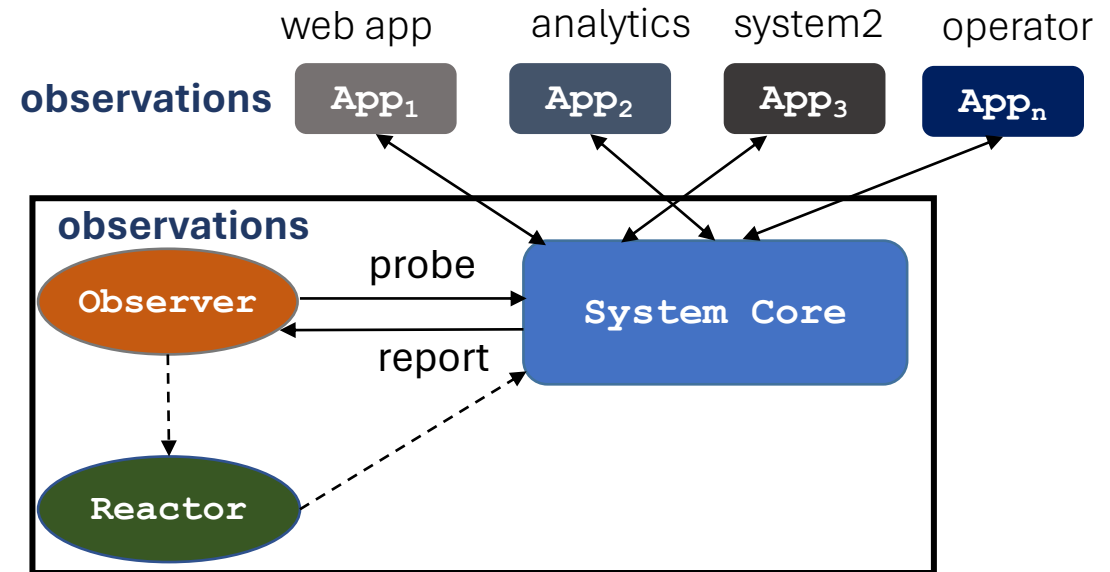 web app
analytics
system2
operator
observations
App₁
App₂
App₃
Appₙ
observations
Observer
probe
report
System Core
Reactor